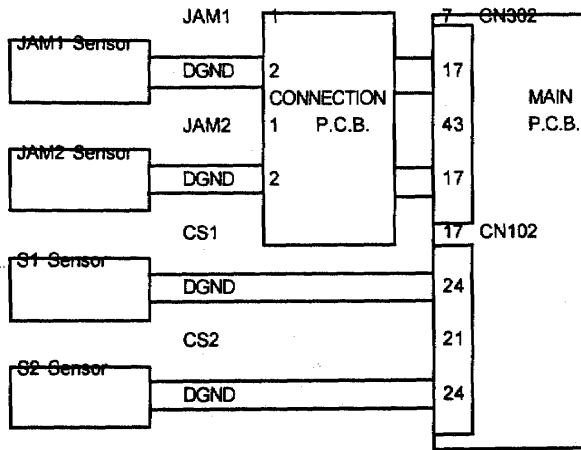 JAM1 1 7 CN302
JAM1 Sensor
DGND 2 17
CONNECTION MAIN
JAM2 1 P.C.B. 43 P.C.B.
JAM2 Sensor
DGND 2 17
CS1 17 CN102
S1 Sensor
DGND 24
CS2 21
S2 Sensor
DGND 24